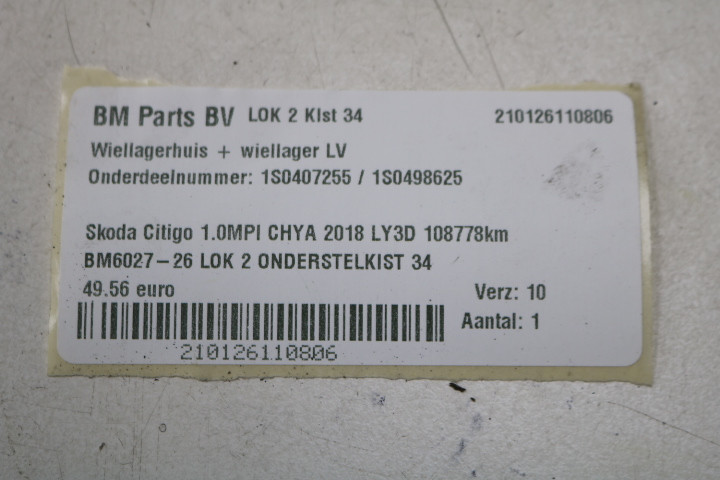 BM Parts BV LOK 2 KIst 34 210126110806
Wiellagerhuis + wiellager LV
Onderdeelnummer: 1S0407255 / 1S0498625
Skoda Citigo 1.0MPI CHYA 2018 LY3D 108778km
BM6027-26 LOK 2 ONDERSTELKIST 34
49.56 euro Verz: 10
Aantal: 1
210126110806